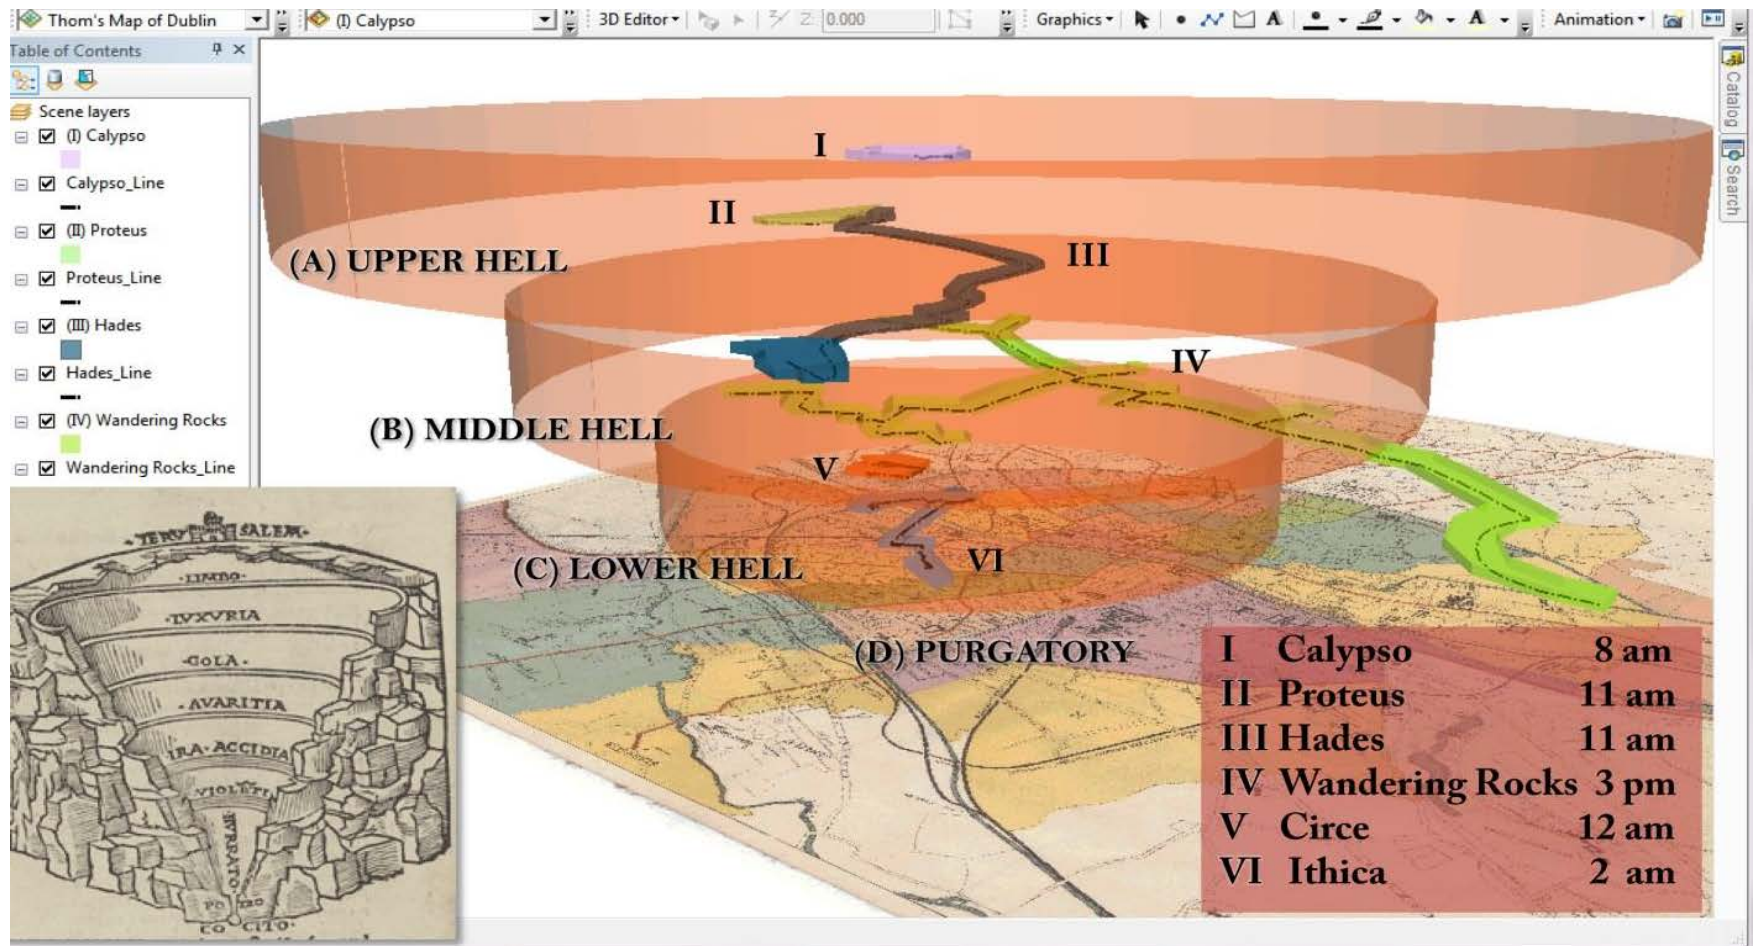 Thom's Map of Dublin
(I) Calypso
3D Editor
Z:
0.000
Graphics
A
A
Animation
Table of Contents
Scene layers
(I) Calypso
Calypso_Line
(II) Proteus
Proteus_Line
(III) Hades
Hades_Line
(IV) Wandering Rocks
Wandering Rocks_Line
Catalog
Search
I
II
III
(A) UPPER HELL
IV
(B) MIDDLE HELL
V
(C) LOWER HELL
VI
(D) PURGATORY
I Calypso 8 am
II Proteus 11 am
III Hades 11 am
IV Wandering Rocks 3 pm
V Circe 12 am
VI Ithica 2 am
SALEM
LIMBO
LVXVRIA
GOLA
AVARITIA
IRA·ACCIDIA
VIOLETI
COCITO